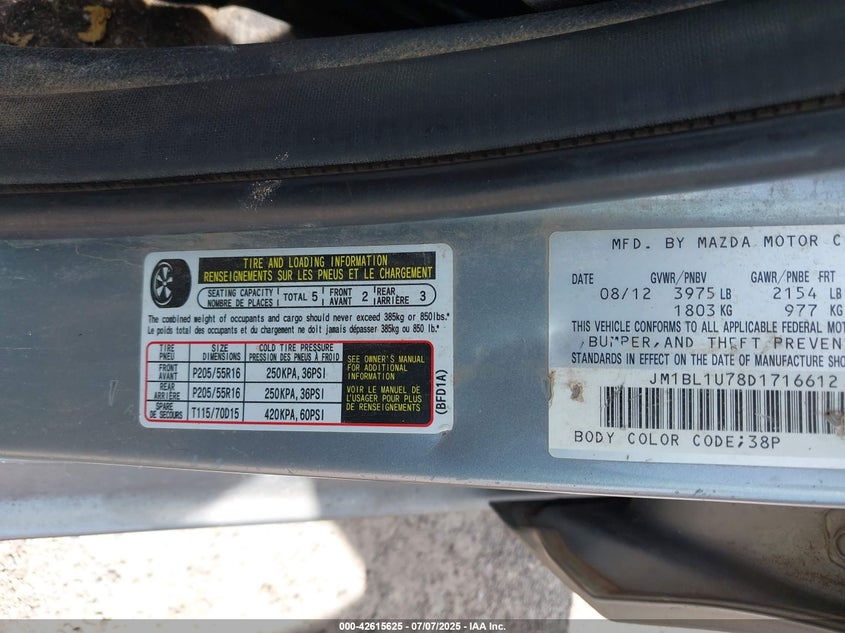 TIRE AND LOADING INFORMATION
RENSEIGNEMENTS SUR LES PNEUS ET LE CHARGEMENT
SEATING CAPACITY
NOMBRE DE PLACES
TOTAL 5
FRONT
AVANT
2
REAR
ARRIÈRE
3
The combined weight of occupants and cargo should never exceed 385kg or 850lbs.*
Le poids total des occupants et du chargement ne doit jamais dépasser 385kg ou 850 lb.*
TIRE
PNEU
SIZE
DIMENSIONS
COLD TIRE PRESSURE
PRESSION DES PNEUS À FROID
FRONT
AVANT
P205/55R16
250KPA,36PSI
REAR
ARRIÈRE
P205/55R16
250KPA,36PSI
SPARE
DE SECOURS
T115/70D15
420KPA,60PSI
SEE OWNER'S MANUAL
FOR ADDITIONAL
INFORMATION
VOIR LE MANUEL DE
L'USAGER POUR PLUS
DE RENSEIGNEMENTS
(BFD1A)
MFD. BY MAZDA MOTOR C
DATE GVWR/PNBV GAWR/PNBE FRT
08/12 3975 LB 2154 LB
1803 KG 977 KG
THIS VEHICLE CONFORMS TO ALL APPLICABLE FEDERAL MOT
,BUMPER,AND THEFT PREVEN
STANDARDS IN EFFECT ON THE DATE OF MANUFACTURE SHO
JM1BL1U78D1716612
BODY COLOR CODE;38P
000-42615625 - 07/07/2025 - IAA Inc.